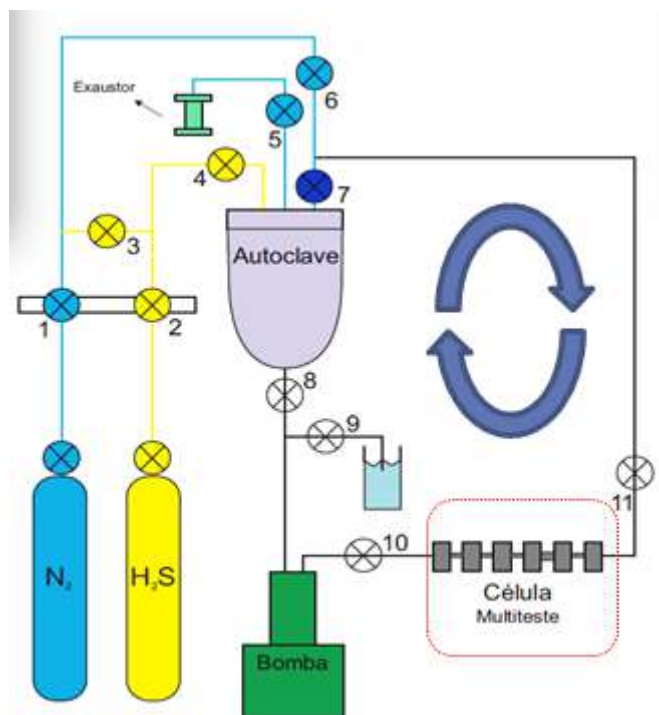 Exaustor
6
5
4
7
3
Autoclave
1
2
8
9
11
10
N₂
H₂S
Célula
Multiteste
Bomba